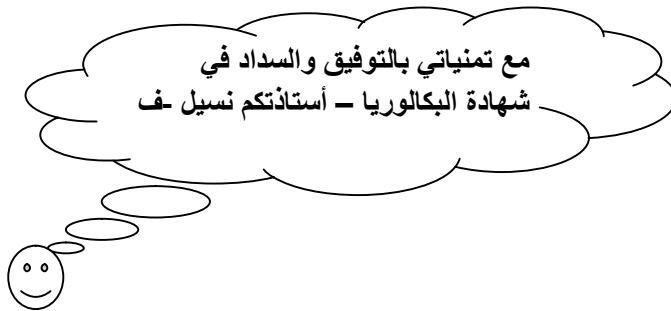 مع تمنياتي بالتوفيق والسداد في
شهادة البكالوريا – أستاذتكم نسيل -ف